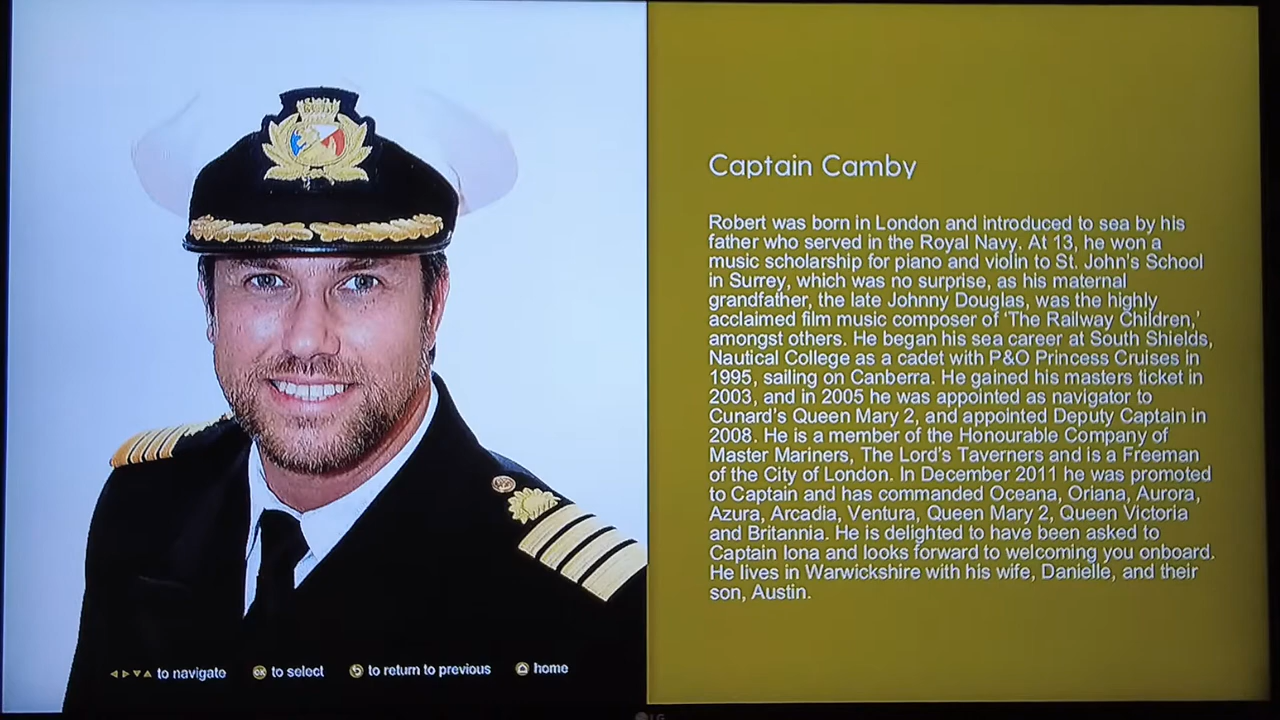 Captain Camby
Robert was born in London and introduced to sea by his
father who served in the Royal Navy. At 13, he won a
music scholarship for piano and violin to St. John's School
in Surrey, which was no surprise, as his maternal
grandfather, the late Johnny Douglas, was the highly
acclaimed film music composer of 'The Railway Children,'
amongst others. He began his sea career at South Shields,
Nautical College as a cadet with P&O Princess Cruises in
1995, sailing on Canberra. He gained his masters ticket in
2003, and in 2005 he was appointed as navigator to
Cunard's Queen Mary 2, and appointed Deputy Captain in
2008. He is a member of the Honourable Company of
Master Mariners, The Lord's Taverners and is a Freeman
of the City of London. In December 2011 he was promoted
to Captain and has commanded Oceana, Oriana, Aurora,
Azura, Arcadia, Ventura, Queen Mary 2, Queen Victoria
and Britannia. He is delighted to have been asked to
Captain Iona and looks forward to welcoming you onboard.
He lives in Warwickshire with his wife, Danielle, and their
son, Austin.
to navigate OK to select to return to previous home
LG